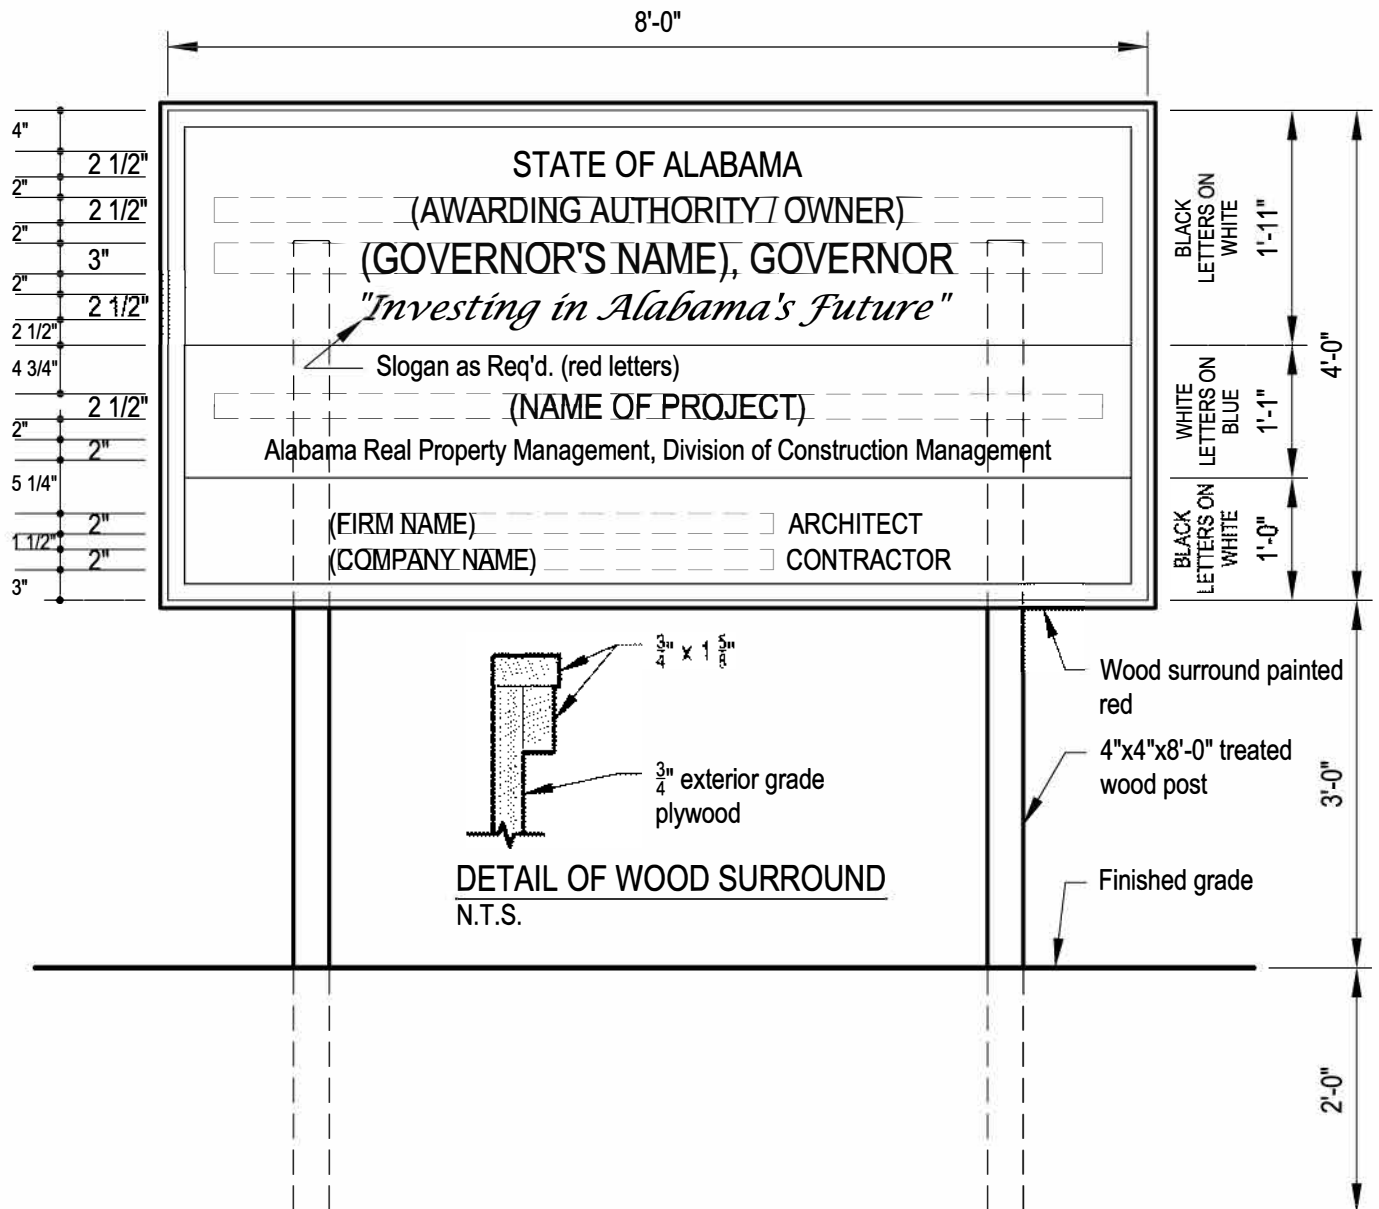 8'-0"
4"
2 1/2"
2"
2 1/2"
2"
3"
2"
2 1/2"
2 1/2"
4 3/4"
2 1/2"
2"
2"
5 1/4"
2"
1 1/2"
2"
3"
STATE OF ALABAMA
(AWARDING AUTHORITY / OWNER)
(GOVERNOR'S NAME), GOVERNOR
"Investing in Alabama's Future"
Slogan as Req'd. (red letters)
(NAME OF PROJECT)
Alabama Real Property Management, Division of Construction Management
(FIRM NAME) ARCHITECT
(COMPANY NAME) CONTRACTOR
BLACK
LETTERS ON
WHITE
1'-11"
WHITE
LETTERS ON
BLUE
1'-1"
BLACK
LETTERS ON
WHITE
1'-0"
4'-0"
3/4" x 1 5/8"
3/4" exterior grade
plywood
DETAIL OF WOOD SURROUND
N.T.S.
Wood surround painted
red
4"x4"x8'-0" treated
wood post
Finished grade
3'-0"
2'-0"